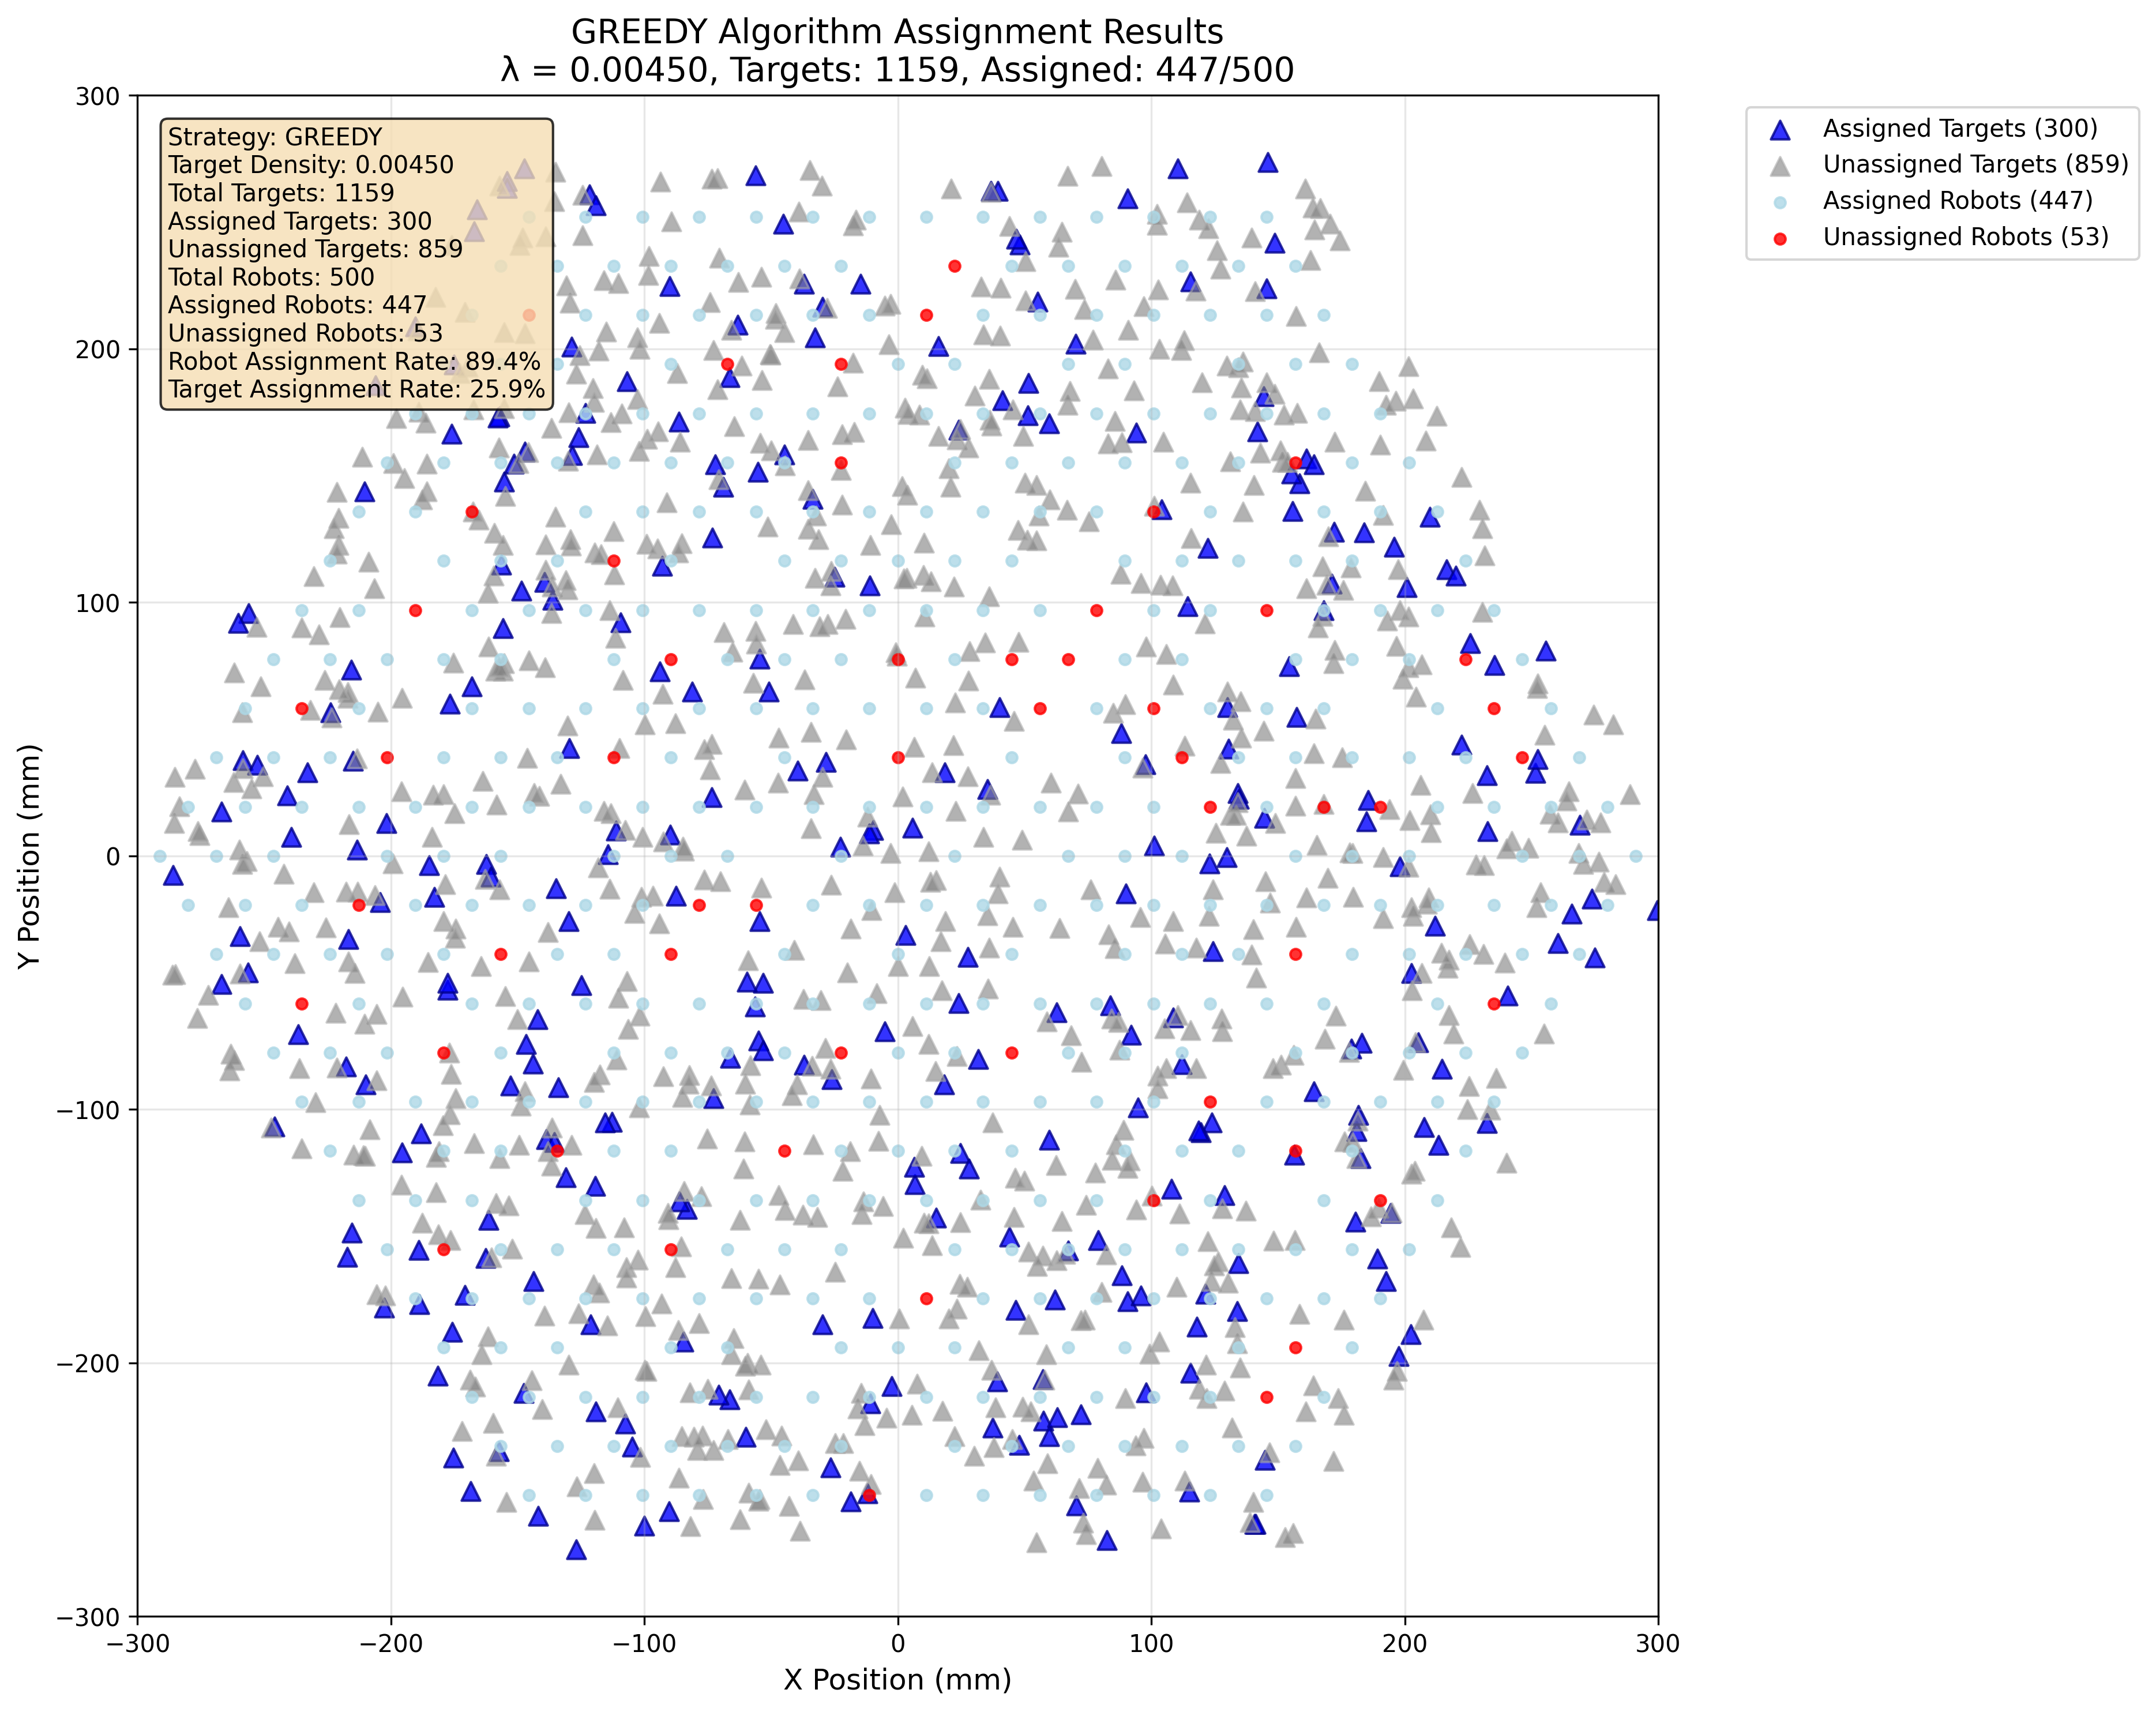 GREEDY Algorithm Assignment Results
λ = 0.00450, Targets: 1159, Assigned: 447/500
Strategy: GREEDY
Target Density: 0.00450
Total Targets: 1159
Assigned Targets: 300
Unassigned Targets: 859
Total Robots: 500
Assigned Robots: 447
Unassigned Robots: 53
Robot Assignment Rate: 89.4%
Target Assignment Rate: 25.9%
Assigned Targets (300)
Unassigned Targets (859)
Assigned Robots (447)
Unassigned Robots (53)
Y Position (mm)
300
200
100
0
−100
−200
−300
−300 −200 −100 0 100 200 300
X Position (mm)